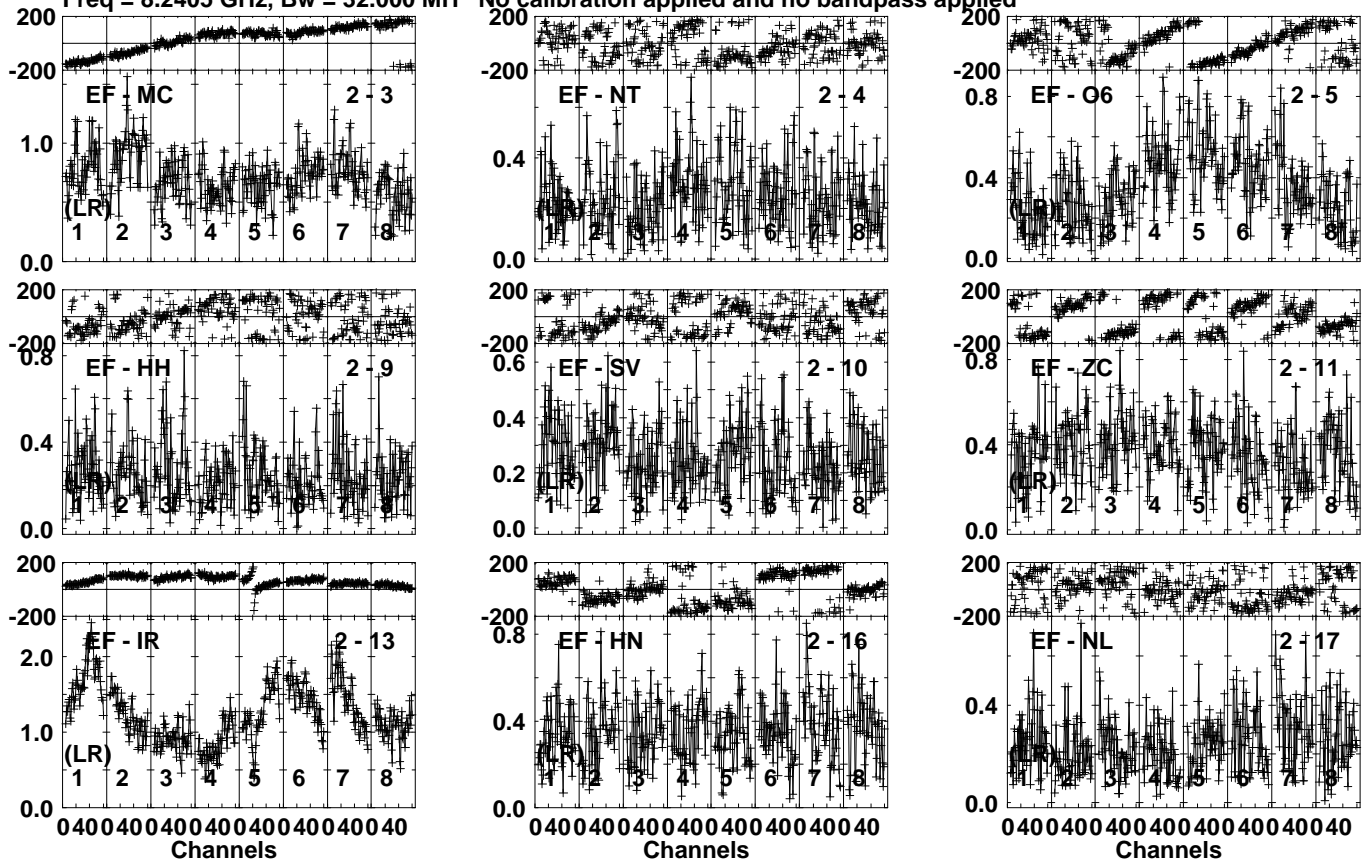 Freq = 8.2405 GHz, Bw = 32.000 MH No calibration applied and no bandpass applied
200
-200
EF - MC 2 - 3
1.0
(LR)
1 2 3 4 5 6 7 8
0.0
200
-200
EF - NT 2 - 4
0.4
(LR)
1 2 3 4 5 6 7 8
0.0
200
-200
EF - O6 2 - 5
0.8
0.4
(LR)
1 2 3 4 5 6 7 8
0.0
200
-200
0.8
EF - HH 2 - 9
0.4
(LR)
1 2 3 4 5 6 7 8
0.0
200
-200
0.6
EF - SV 2 - 10
0.4
0.2
(LR)
1 2 3 4 5 6 7 8
0.0
200
-200
0.8
EF - ZC 2 - 11
0.4
(LR)
1 2 3 4 5 6 7 8
0.0
200
-200
EF - IR 2 - 13
2.0
1.0
(LR)
1 2 3 4 5 6 7 8
0.0
0 40 0 40 0 40 0 40 0 40 0 40 0 40 0 40
Channels
200
-200
0.8
EF - HN 2 - 16
0.4
(LR)
1 2 3 4 5 6 7 8
0.0
0 40 0 40 0 40 0 40 0 40 0 40 0 40 0 40
Channels
200
-200
EF - NL 2 - 17
0.4
(LR)
1 2 3 4 5 6 7 8
0.0
0 40 0 40 0 40 0 40 0 40 0 40 0 40 0 40
Channels